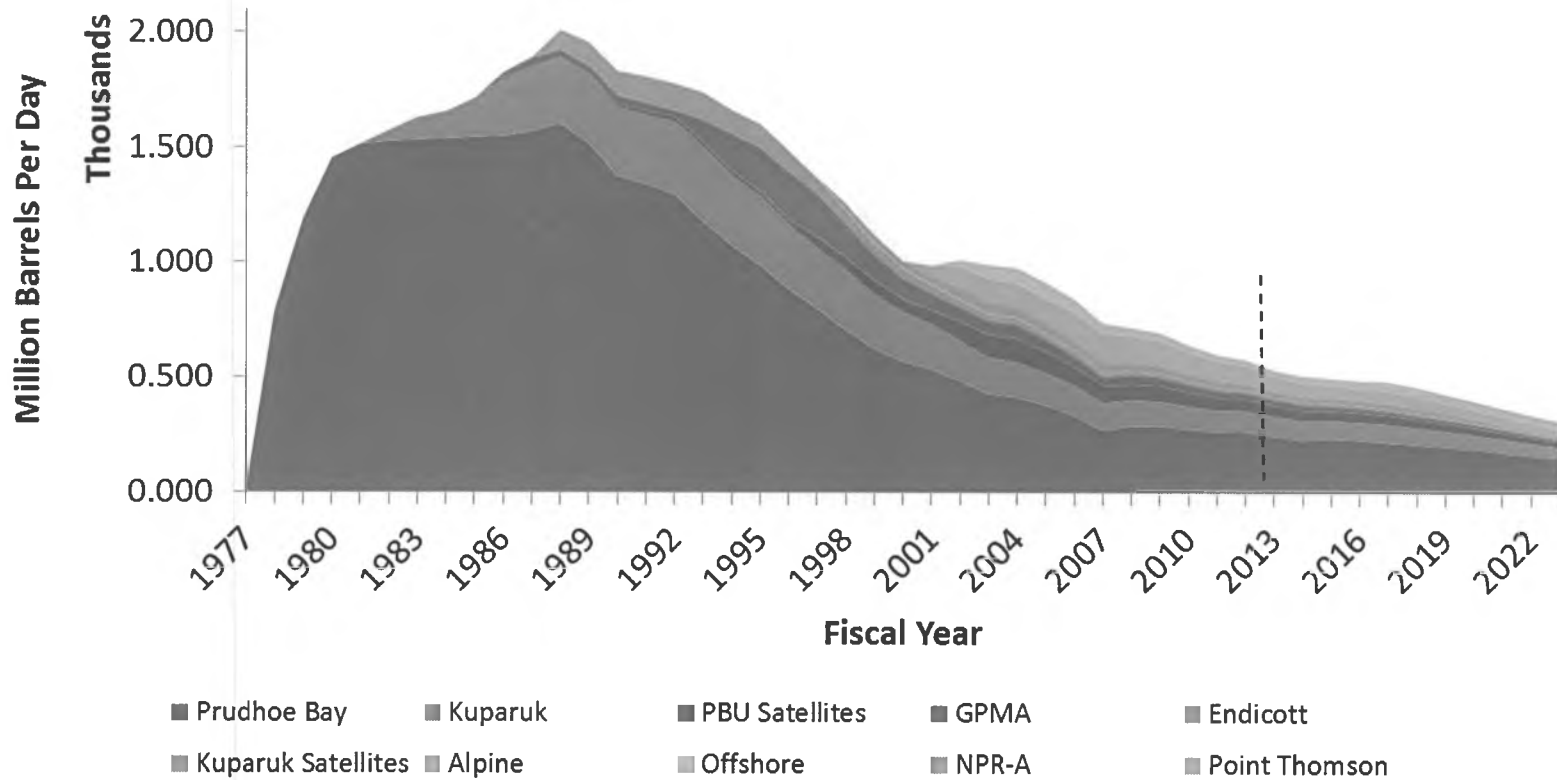 Million Barrels Per Day
Thousands
2.000
1.500
1.000
0.500
0.000
1977 1980 1983 1986 1989 1992 1995 1998 2001 2004 2007 2010 2013 2016 2019 2022
Fiscal Year
Prudhoe Bay Kuparuk PBU Satellites GPMA Endicott
Kuparuk Satellites Alpine Offshore NPR-A Point Thomson